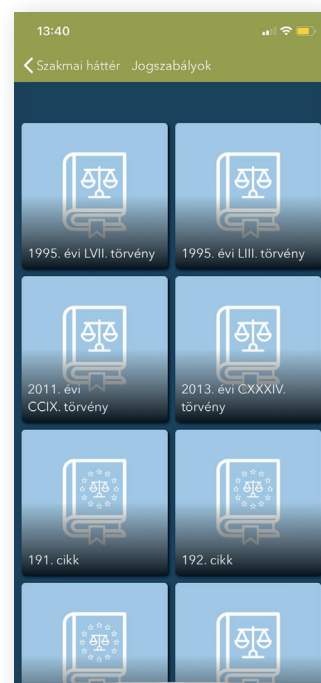 13:40
Szakmai háttér Jogszabályok
1995. évi LVII. törvény
1995. évi LIII. törvény
2011. évi
CCIX. törvény
2013. évi CXXXIV.
törvény
191. cikk
192. cikk